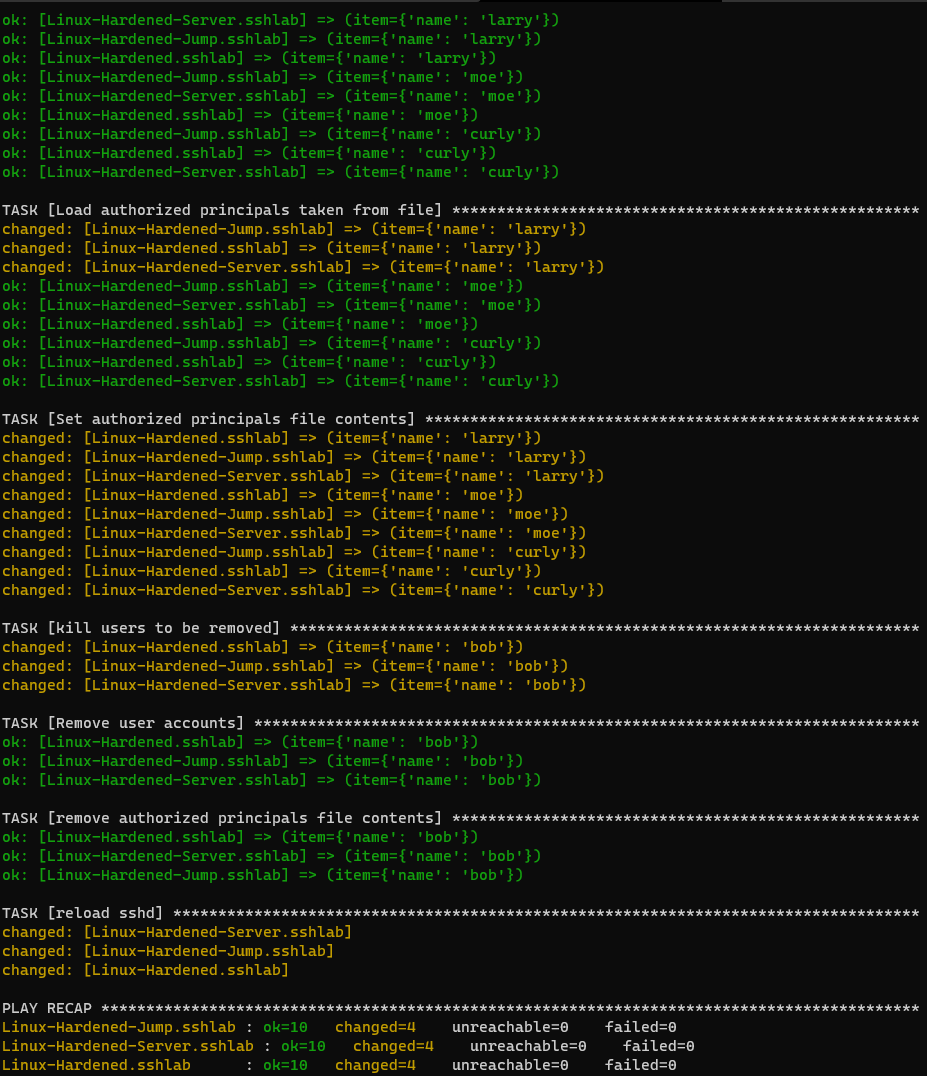 ok: [Linux-Hardened-Server.sshlab] => (item={'name': 'larry'})
ok: [Linux-Hardened-Jump.sshlab] => (item={'name': 'larry'})
ok: [Linux-Hardened.sshlab] => (item={'name': 'larry'})
ok: [Linux-Hardened-Jump.sshlab] => (item={'name': 'moe'})
ok: [Linux-Hardened-Server.sshlab] => (item={'name': 'moe'})
ok: [Linux-Hardened.sshlab] => (item={'name': 'moe'})
ok: [Linux-Hardened-Jump.sshlab] => (item={'name': 'curly'})
ok: [Linux-Hardened.sshlab] => (item={'name': 'curly'})
ok: [Linux-Hardened-Server.sshlab] => (item={'name': 'curly'})
TASK [Load authorized principals taken from file] ****************************************************
changed: [Linux-Hardened-Jump.sshlab] => (item={'name': 'larry'})
changed: [Linux-Hardened.sshlab] => (item={'name': 'larry'})
changed: [Linux-Hardened-Server.sshlab] => (item={'name': 'larry'})
ok: [Linux-Hardened-Jump.sshlab] => (item={'name': 'moe'})
ok: [Linux-Hardened-Server.sshlab] => (item={'name': 'moe'})
ok: [Linux-Hardened.sshlab] => (item={'name': 'moe'})
ok: [Linux-Hardened-Jump.sshlab] => (item={'name': 'curly'})
ok: [Linux-Hardened.sshlab] => (item={'name': 'curly'})
ok: [Linux-Hardened-Server.sshlab] => (item={'name': 'curly'})
TASK [Set authorized principals file contents] *******************************************************
changed: [Linux-Hardened.sshlab] => (item={'name': 'larry'})
changed: [Linux-Hardened-Jump.sshlab] => (item={'name': 'larry'})
changed: [Linux-Hardened-Server.sshlab] => (item={'name': 'larry'})
changed: [Linux-Hardened.sshlab] => (item={'name': 'moe'})
changed: [Linux-Hardened-Jump.sshlab] => (item={'name': 'moe'})
changed: [Linux-Hardened-Server.sshlab] => (item={'name': 'moe'})
changed: [Linux-Hardened-Jump.sshlab] => (item={'name': 'curly'})
changed: [Linux-Hardened.sshlab] => (item={'name': 'curly'})
changed: [Linux-Hardened-Server.sshlab] => (item={'name': 'curly'})
TASK [kill users to be removed] **********************************************************************
changed: [Linux-Hardened.sshlab] => (item={'name': 'bob'})
changed: [Linux-Hardened-Jump.sshlab] => (item={'name': 'bob'})
changed: [Linux-Hardened-Server.sshlab] => (item={'name': 'bob'})
TASK [Remove user accounts] **************************************************************************
ok: [Linux-Hardened.sshlab] => (item={'name': 'bob'})
ok: [Linux-Hardened-Jump.sshlab] => (item={'name': 'bob'})
ok: [Linux-Hardened-Server.sshlab] => (item={'name': 'bob'})
TASK [remove authorized principals file contents] ****************************************************
ok: [Linux-Hardened.sshlab] => (item={'name': 'bob'})
ok: [Linux-Hardened-Server.sshlab] => (item={'name': 'bob'})
ok: [Linux-Hardened-Jump.sshlab] => (item={'name': 'bob'})
TASK [reload sshd] ***********************************************************************************
changed: [Linux-Hardened-Server.sshlab]
changed: [Linux-Hardened-Jump.sshlab]
changed: [Linux-Hardened.sshlab]
PLAY RECAP *******************************************************************************************
Linux-Hardened-Jump.sshlab : ok=10   changed=4    unreachable=0    failed=0
Linux-Hardened-Server.sshlab : ok=10   changed=4    unreachable=0    failed=0
Linux-Hardened.sshlab      : ok=10   changed=4    unreachable=0    failed=0